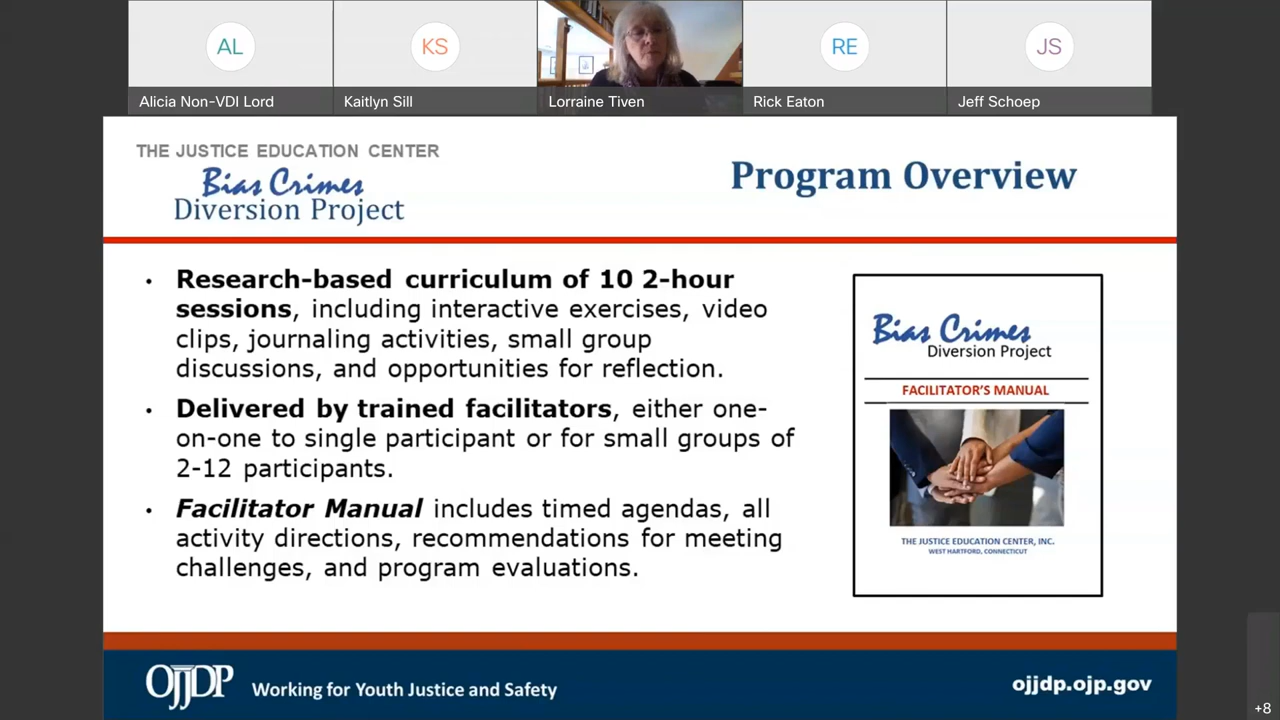 AL
KS
RE
JS
Alicia Non-VDI Lord
Kaitlyn Sill
Lorraine Tiven
Rick Eaton
Jeff Schoep
THE JUSTICE EDUCATION CENTER
Bias Crimes
Diversion Project
Program Overview
• Research-based curriculum of 10 2-hour
sessions, including interactive exercises, video
clips, journaling activities, small group
discussions, and opportunities for reflection.
• Delivered by trained facilitators, either one-
on-one to single participant or for small groups of
2-12 participants.
• Facilitator Manual includes timed agendas, all
activity directions, recommendations for meeting
challenges, and program evaluations.
Bias Crimes
Diversion Project
FACILITATOR'S MANUAL
THE JUSTICE EDUCATION CENTER, INC.
WEST HARTFORD, CONNECTICUT
OJJDP
Working for Youth Justice and Safety
ojjdp.ojp.gov
+8